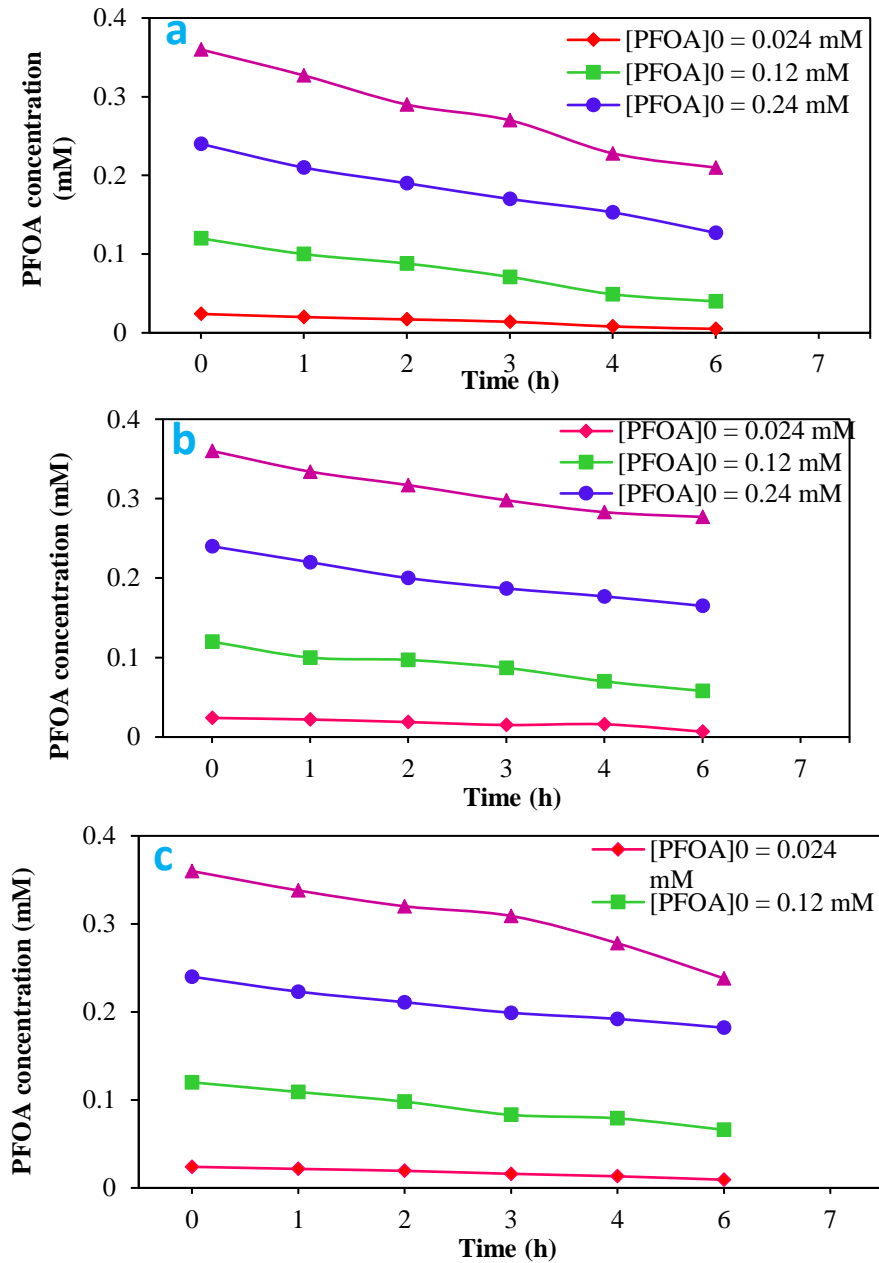 a
[PFOA]0 = 0.024 mM
[PFOA]0 = 0.12 mM
[PFOA]0 = 0.24 mM
PFOA concentration
(mM)
0.4
0.3
0.2
0.1
0
0 1 2 3 4 6 7
Time (h)
b
[PFOA]0 = 0.024 mM
[PFOA]0 = 0.12 mM
[PFOA]0 = 0.24 mM
PFOA concentration (mM)
0.4
0.3
0.2
0.1
0
0 1 2 3 4 6 7
Time (h)
c
[PFOA]0 = 0.024
mM
[PFOA]0 = 0.12 mM
PFOA concentration (mM)
0.4
0.3
0.2
0.1
0
0 1 2 3 4 6 7
Time (h)